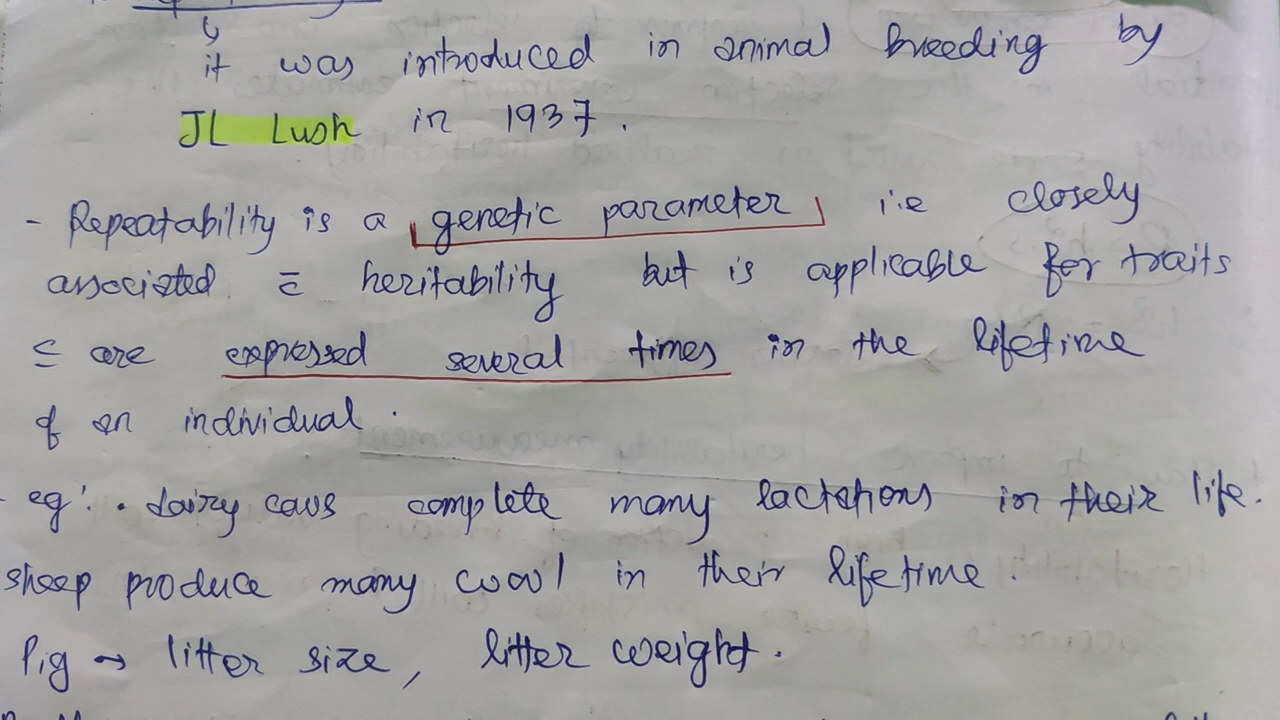 it was introduced in animal breeding by
JL Lush in 1937.
- Repeatability is a genetic parameter i.e closely
associated c̄ heritability but is applicable for traits
c̲ are expressed several times in the lifetime
of an individual.
- eg: • dairy caws complete many lactations in their life.
sheep produce many wool in their lifetime.
Pig → litter size, litter weight.